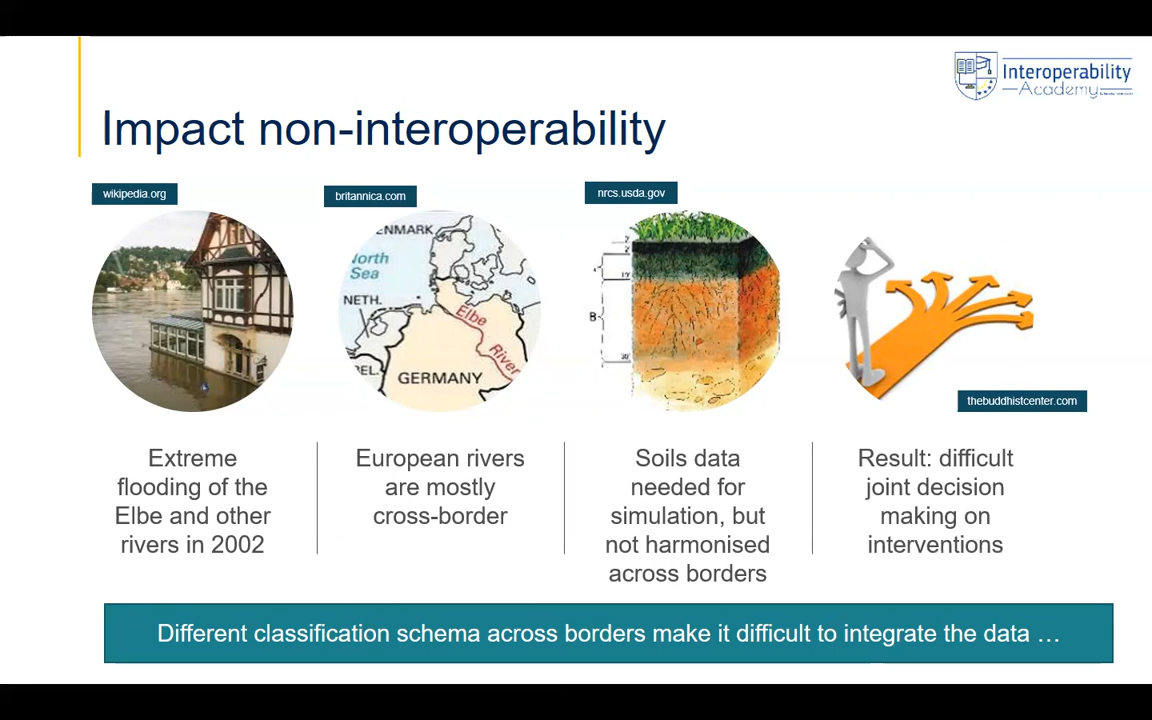 Interoperability
Academy
Impact non-interoperability
wikipedia.org
britannica.com
nrcs.usda.gov
ENMARK
North
Sea
NETH.
Elbe
River
EL.
GERMANY
B
thebuddhistcenter.com
Extreme
flooding of the
Elbe and other
rivers in 2002
European rivers
are mostly
cross-border
Soils data
needed for
simulation, but
not harmonised
across borders
Result: difficult
joint decision
making on
interventions
Different classification schema across borders make it difficult to integrate the data …